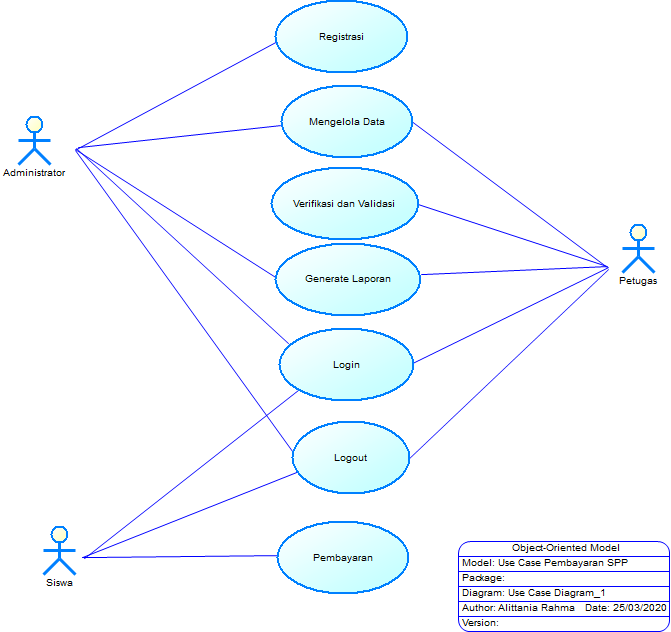 Registrasi
Mengelola Data
Administrator
Verifikasi dan Validasi
Generate Laporan
Petugas
Login
Logout
Pembayaran
Siswa
Object-Oriented Model
Model: Use Case Pembayaran SPP
Package:
Diagram: Use Case Diagram_1
Author: Alittania Rahma Date: 25/03/2020
Version: